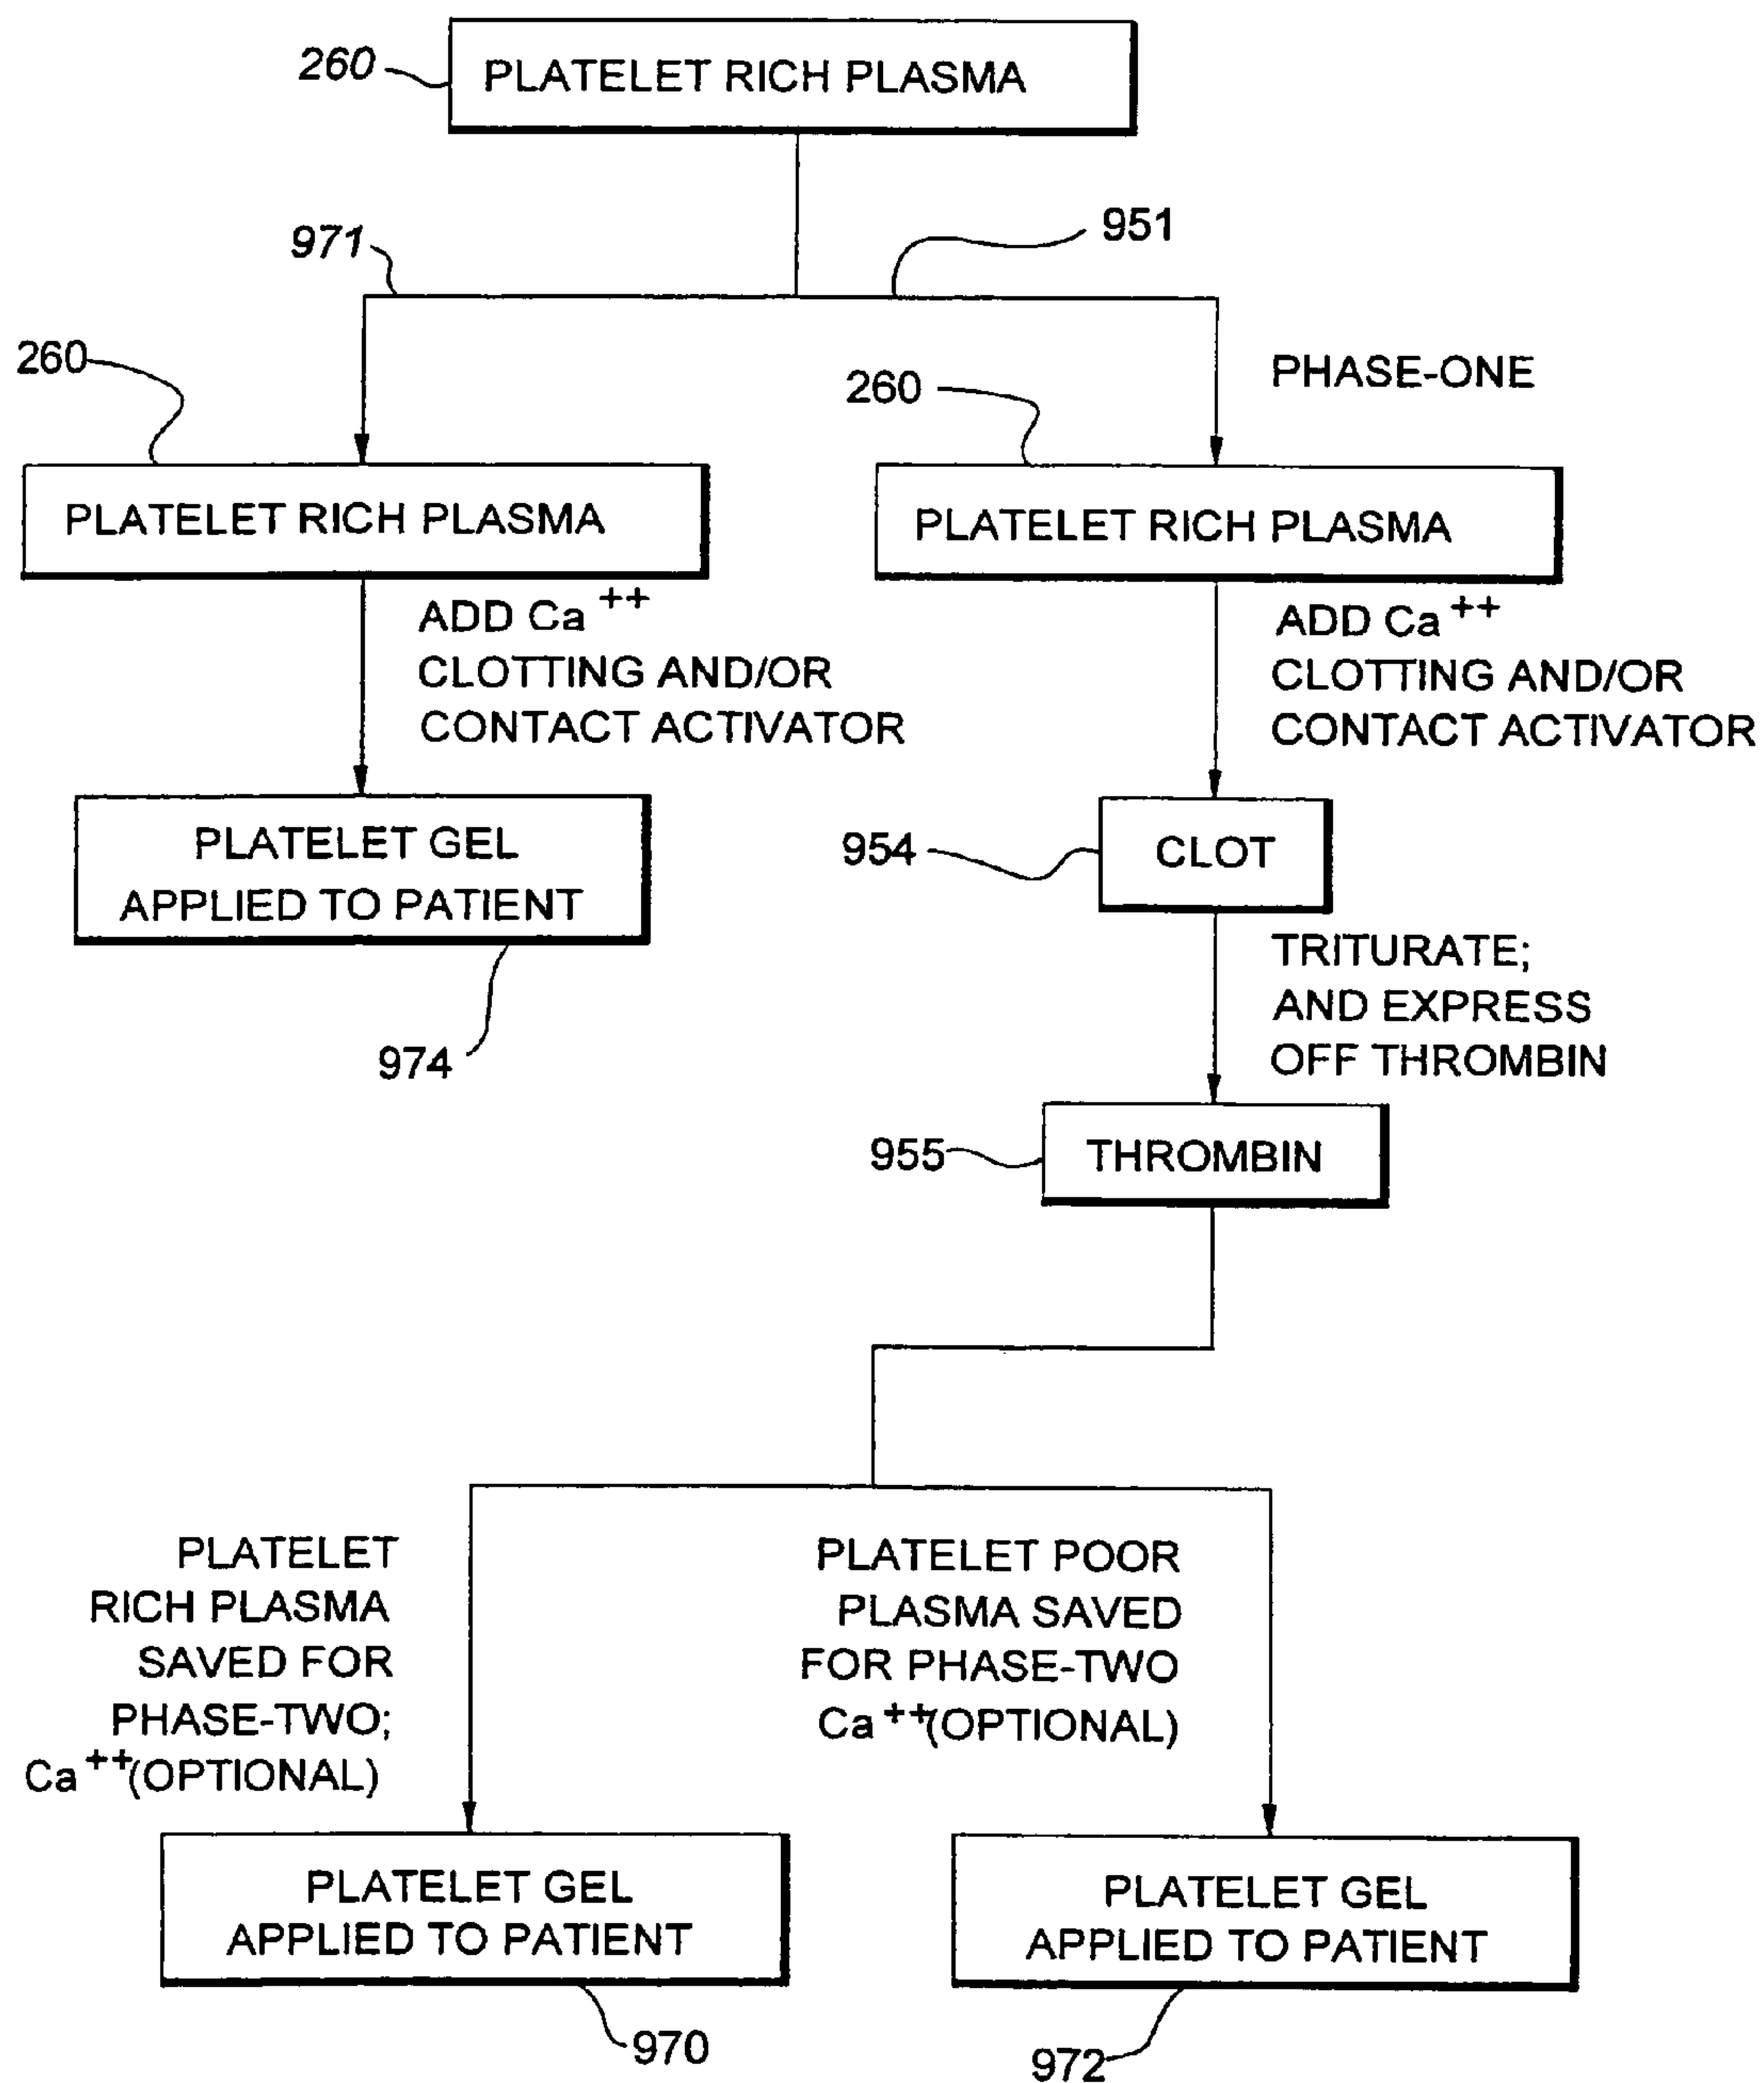 260
PLATELET RICH PLASMA
971
951
260
260
PHASE-ONE
PLATELET RICH PLASMA
PLATELET RICH PLASMA
ADD Ca++
CLOTTING AND/OR
CONTACT ACTIVATOR
ADD Ca++
CLOTTING AND/OR
CONTACT ACTIVATOR
PLATELET GEL
APPLIED TO PATIENT
974
954
CLOT
TRITURATE;
AND EXPRESS
OFF THROMBIN
955
THROMBIN
PLATELET
RICH PLASMA
SAVED FOR
PHASE-TWO;
Ca++(OPTIONAL)
PLATELET POOR
PLASMA SAVED
FOR PHASE-TWO
Ca++(OPTIONAL)
PLATELET GEL
APPLIED TO PATIENT
970
PLATELET GEL
APPLIED TO PATIENT
972